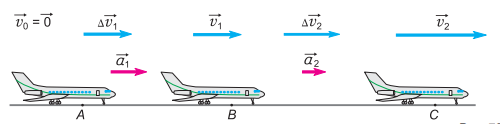 v⃗₀ = 0⃗ Δv⃗₁ v⃗₁ Δv⃗₂ v⃗₂
a⃗₁ a⃗₂
A B C